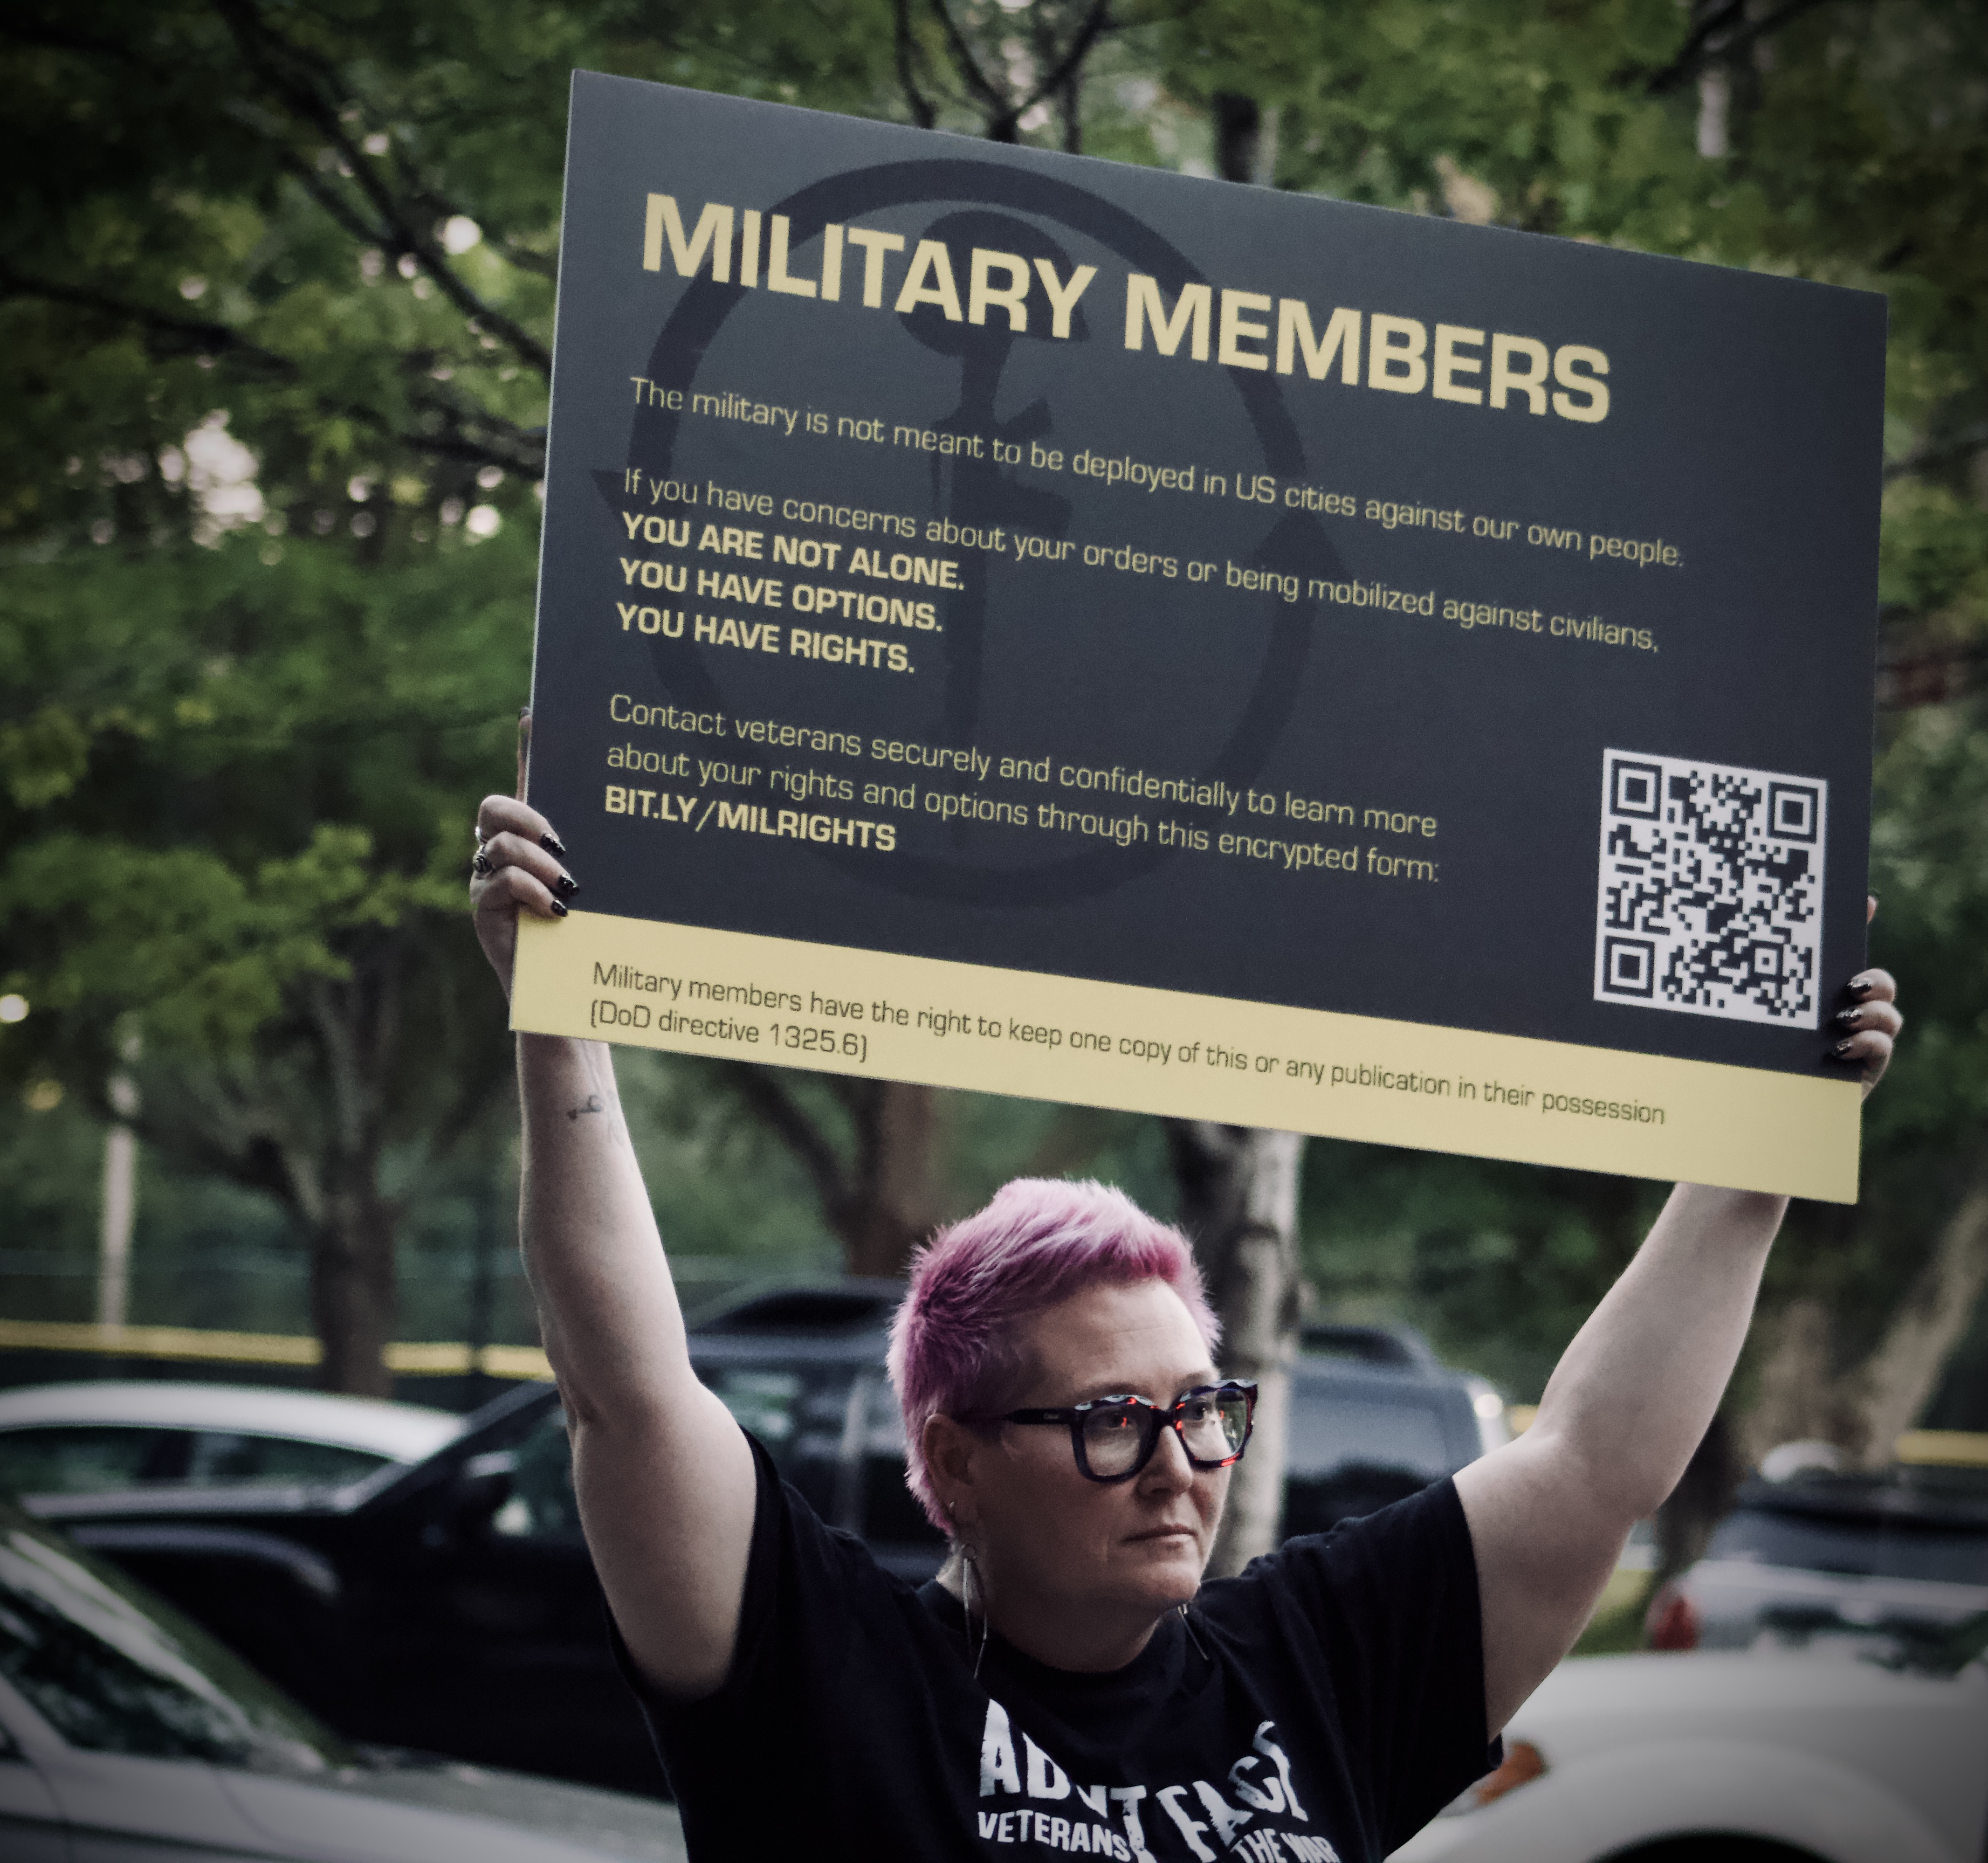 MILITARY MEMBERS
The military is not meant to be deployed in US cities against our own people.
If you have concerns about your orders or being mobilized against civilians,
YOU ARE NOT ALONE.
YOU HAVE OPTIONS.
YOU HAVE RIGHTS.
Contact veterans securely and confidentially to learn more
about your rights and options through this encrypted form:
BIT.LY/MILRIGHTS
Military members have the right to keep one copy of this or any publication in their possession
(DoD directive 1325.6)
FACE
VETERANS THE WAR